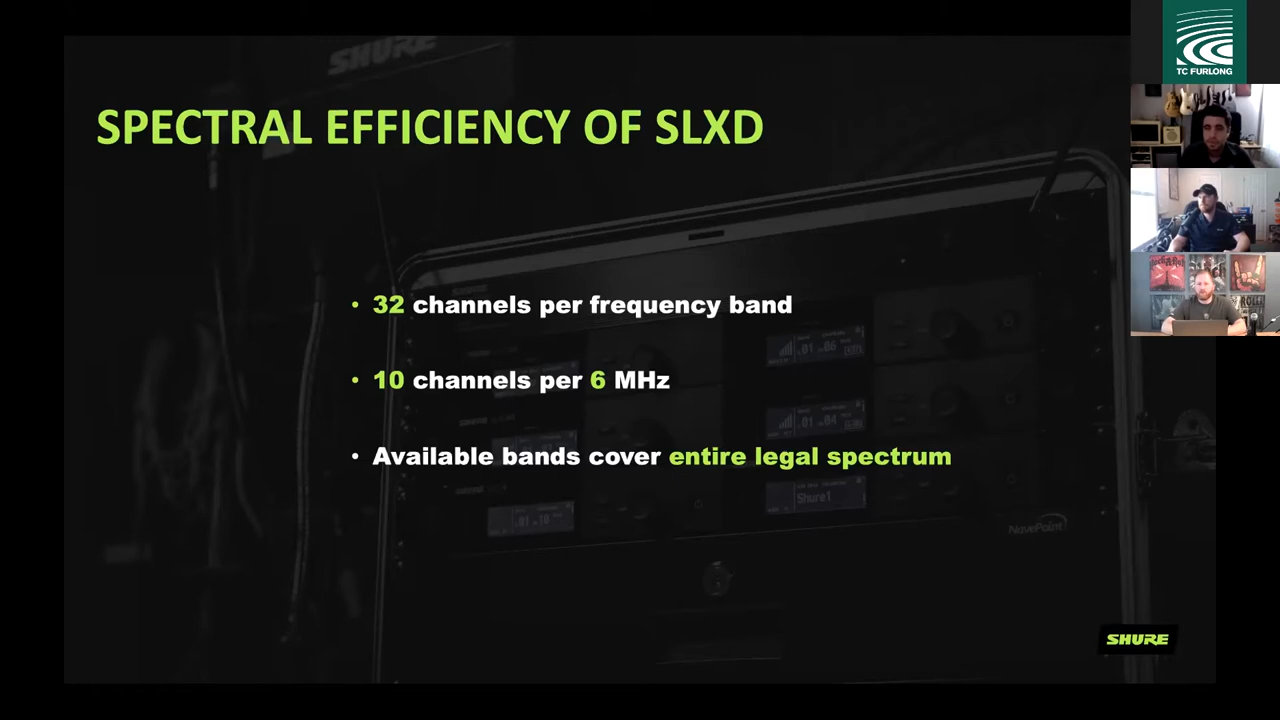 SHURE
TC FURLONG
SPECTRAL EFFICIENCY OF SLXD
• 32 channels per frequency band
• 10 channels per 6 MHz
• Available bands cover entire legal spectrum
Shure1
NavePoint
SHURE